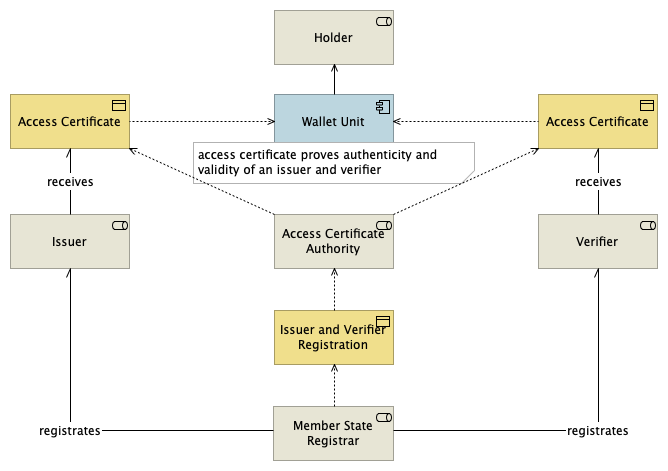 Holder
Access Certificate
Wallet Unit
Access Certificate
access certificate proves authenticity and
validity of an issuer and verifier
receives
receives
Issuer
Access Certificate
Authority
Verifier
Issuer and Verifier
Registration
Member State
Registrar
registrates
registrates